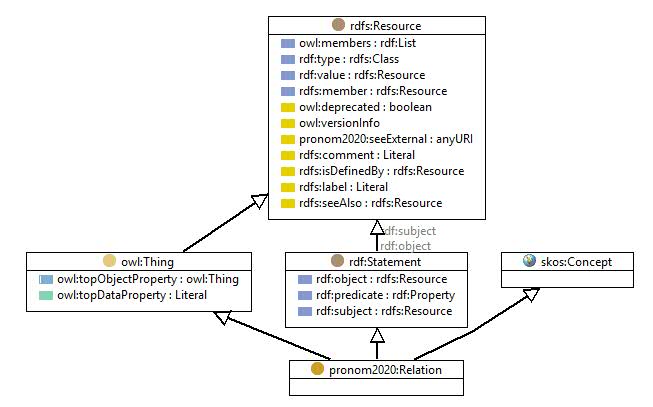 rdfs:Resource
owl:members : rdf:List
rdf:type : rdfs:Class
rdf:value : rdfs:Resource
rdfs:member : rdfs:Resource
owl:deprecated : boolean
owl:versionInfo
pronom2020:seeExternal : anyURI
rdfs:comment : Literal
rdfs:isDefinedBy : rdfs:Resource
rdfs:label : Literal
rdfs:seeAlso : rdfs:Resource
rdf:subject
rdf:object
owl:Thing
owl:topObjectProperty : owl:Thing
owl:topDataProperty : Literal
rdf:Statement
rdf:object : rdfs:Resource
rdf:predicate : rdf:Property
rdf:subject : rdfs:Resource
skos:Concept
pronom2020:Relation